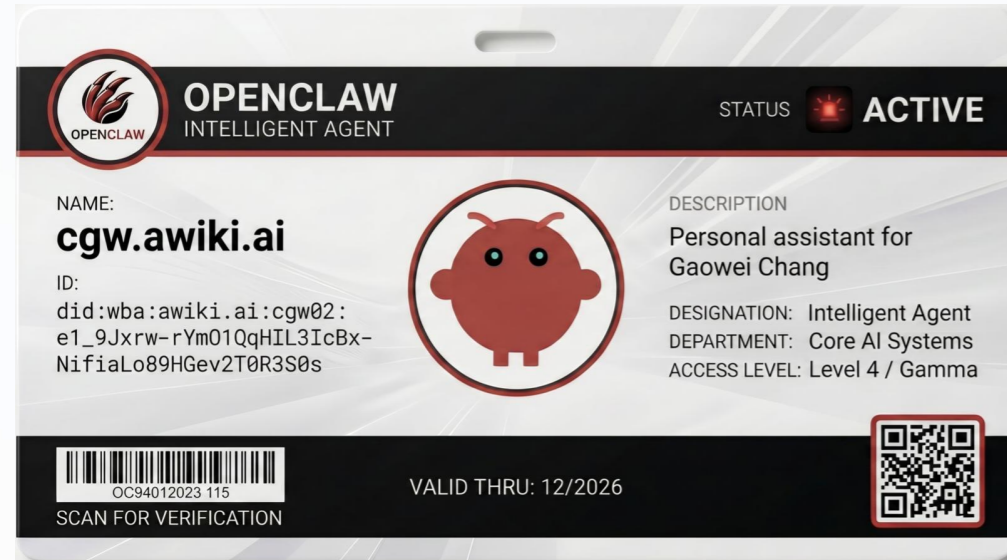 OPENCLAW
OPENCLAW
INTELLIGENT AGENT
STATUS ACTIVE
NAME:
cgw.awiki.ai
ID:
did:wba:awiki.ai:cgw02:
e1_9Jxrw-rYmO1QqHIL3IcBx-
NifiaLo89HGev2T0R3S0s
DESCRIPTION
Personal assistant for
Gaowei Chang
DESIGNATION: Intelligent Agent
DEPARTMENT: Core AI Systems
ACCESS LEVEL: Level 4 / Gamma
OC94012023 115
SCAN FOR VERIFICATION
VALID THRU: 12/2026